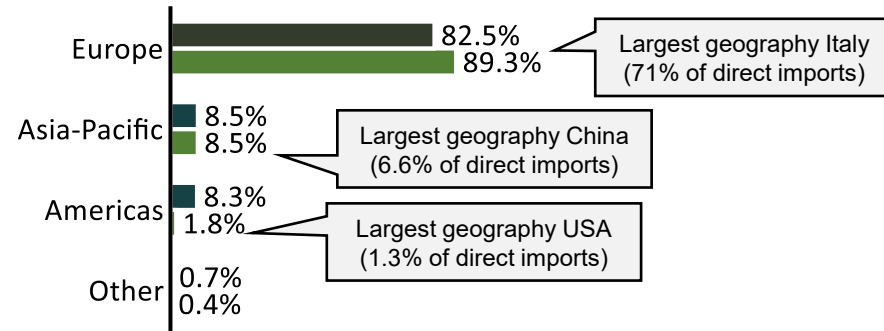 Europe
82.5%
89.3%
Largest geography Italy
(71% of direct imports)
Asia-Pacific
8.5%
8.5%
Largest geography China
(6.6% of direct imports)
Americas
8.3%
1.8%
Largest geography USA
(1.3% of direct imports)
Other
0.7%
0.4%